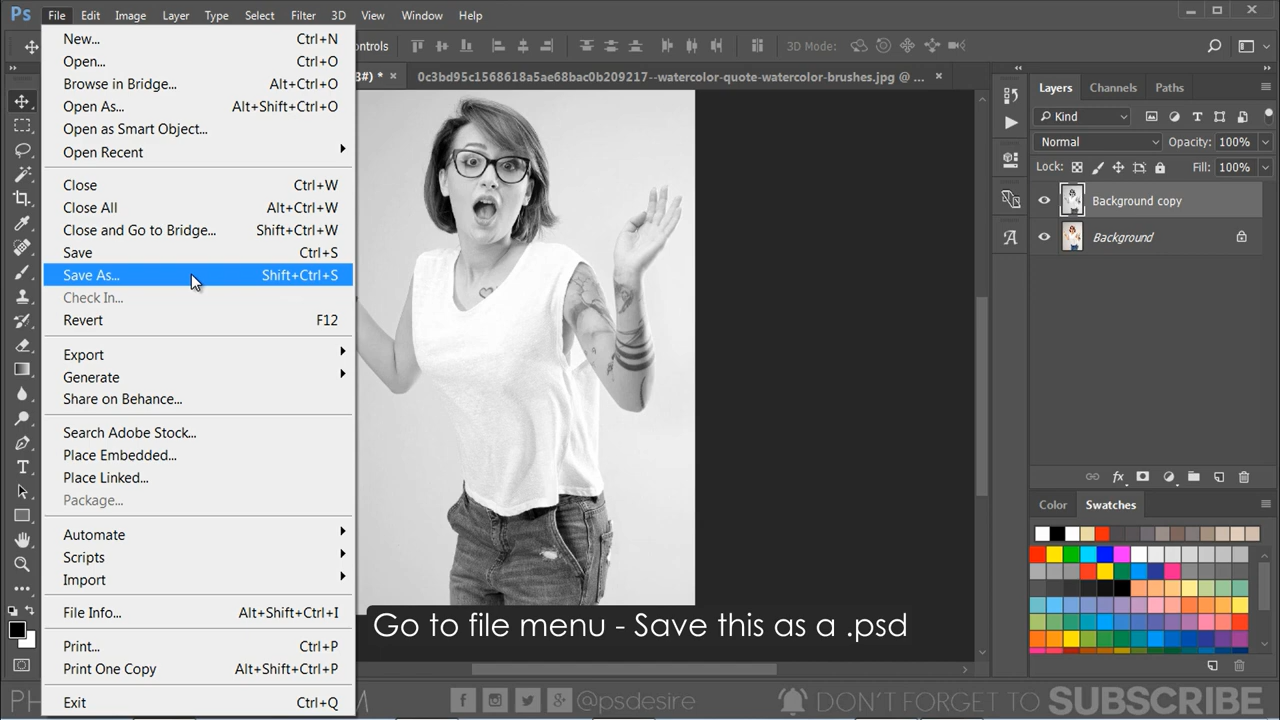 Ps File Edit Image Layer Type Select Filter 3D View Window Help
ontrols 3D Mode:
3#) * × 0c3bd95c1568618a5ae68bac0b209217--watercolor-quote-watercolor-brushes.jpg @ ... ×
New... Ctrl+N
Open... Ctrl+O
Browse in Bridge... Alt+Ctrl+O
Open As... Alt+Shift+Ctrl+O
Open as Smart Object...
Open Recent
Close Ctrl+W
Close All Alt+Ctrl+W
Close and Go to Bridge... Shift+Ctrl+W
Save Ctrl+S
Save As... Shift+Ctrl+S
Check In...
Revert F12
Export
Generate
Share on Behance...
Search Adobe Stock...
Place Embedded...
Place Linked...
Package...
Automate
Scripts
Import
File Info... Alt+Shift+Ctrl+I
Print... Ctrl+P
Print One Copy Alt+Shift+Ctrl+P
Exit Ctrl+Q
Layers Channels Paths
Kind
Normal Opacity: 100%
Lock: Fill: 100%
Background copy
Background
fx
Color Swatches
Go to file menu - Save this as a .psd
PH M @psdesire DON'T FORGET TO SUBSCRIBE